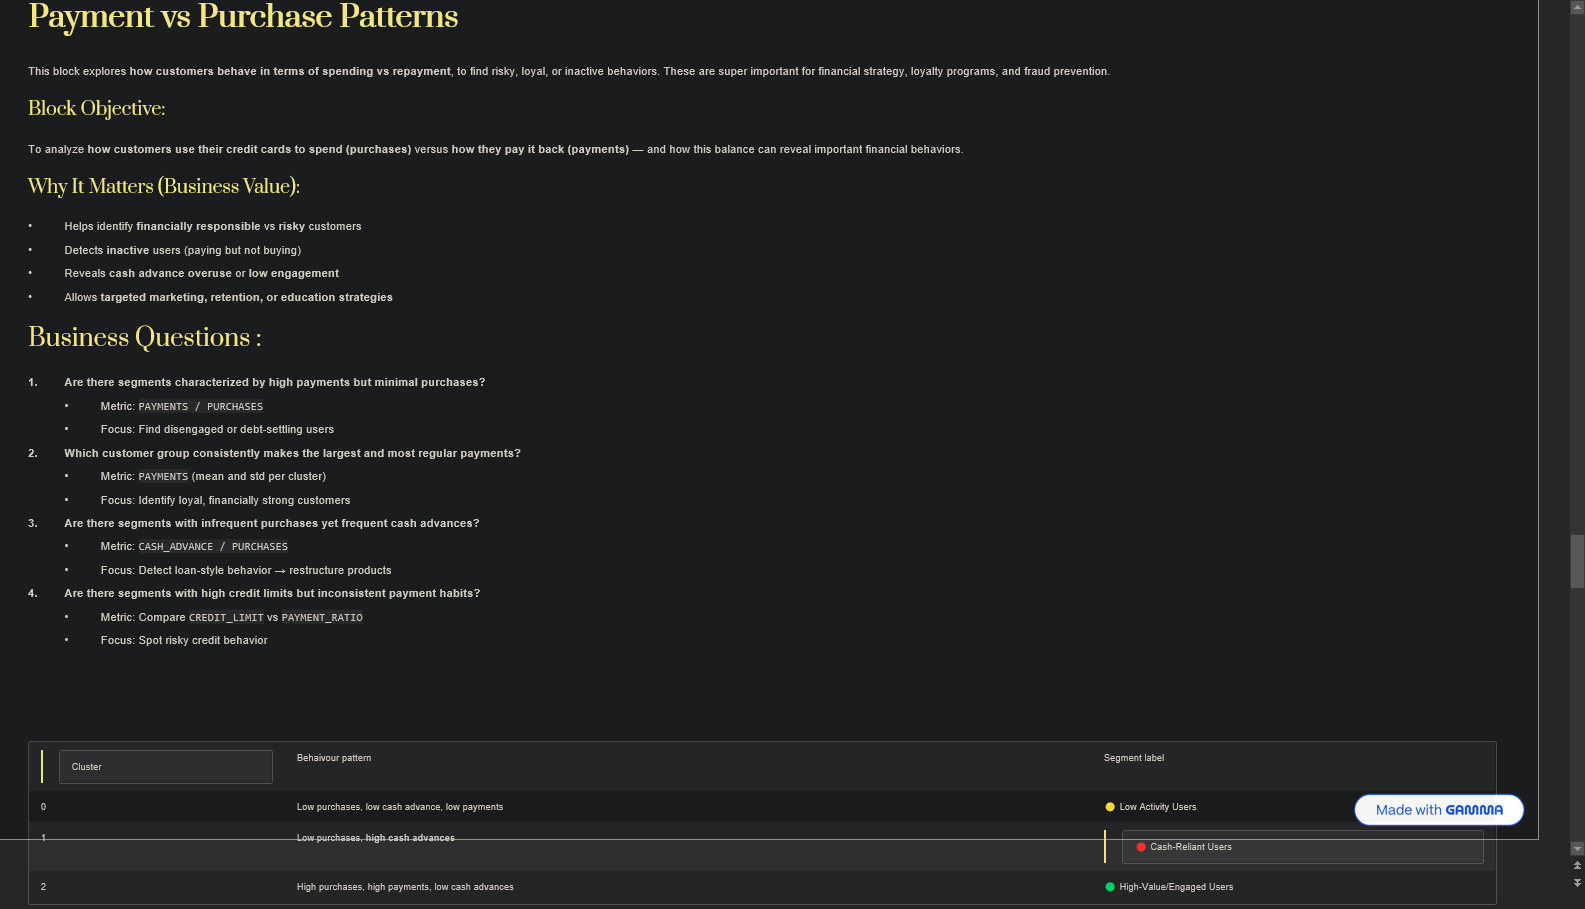 Payment vs Purchase Patterns
This block explores how customers behave in terms of spending vs repayment, to find risky, loyal, or inactive behaviors. These are super important for financial strategy, loyalty programs, and fraud prevention.
Block Objective:
To analyze how customers use their credit cards to spend (purchases) versus how they pay it back (payments) — and how this balance can reveal important financial behaviors.
Why It Matters (Business Value):
• Helps identify financially responsible vs risky customers
• Detects inactive users (paying but not buying)
• Reveals cash advance overuse or low engagement
• Allows targeted marketing, retention, or education strategies
Business Questions :
1. Are there segments characterized by high payments but minimal purchases?
• Metric: PAYMENTS / PURCHASES
• Focus: Find disengaged or debt-settling users
2. Which customer group consistently makes the largest and most regular payments?
• Metric: PAYMENTS (mean and std per cluster)
• Focus: Identify loyal, financially strong customers
3. Are there segments with infrequent purchases yet frequent cash advances?
• Metric: CASH_ADVANCE / PURCHASES
• Focus: Detect loan-style behavior → restructure products
4. Are there segments with high credit limits but inconsistent payment habits?
• Metric: Compare CREDIT_LIMIT vs PAYMENT_RATIO
• Focus: Spot risky credit behavior
Cluster Behaivour pattern Segment label
0 Low purchases, low cash advance, low payments Low Activity Users
Made with GAMMA
1 Low purchases, high cash advances Cash-Reliant Users
2 High purchases, high payments, low cash advances High-Value/Engaged Users